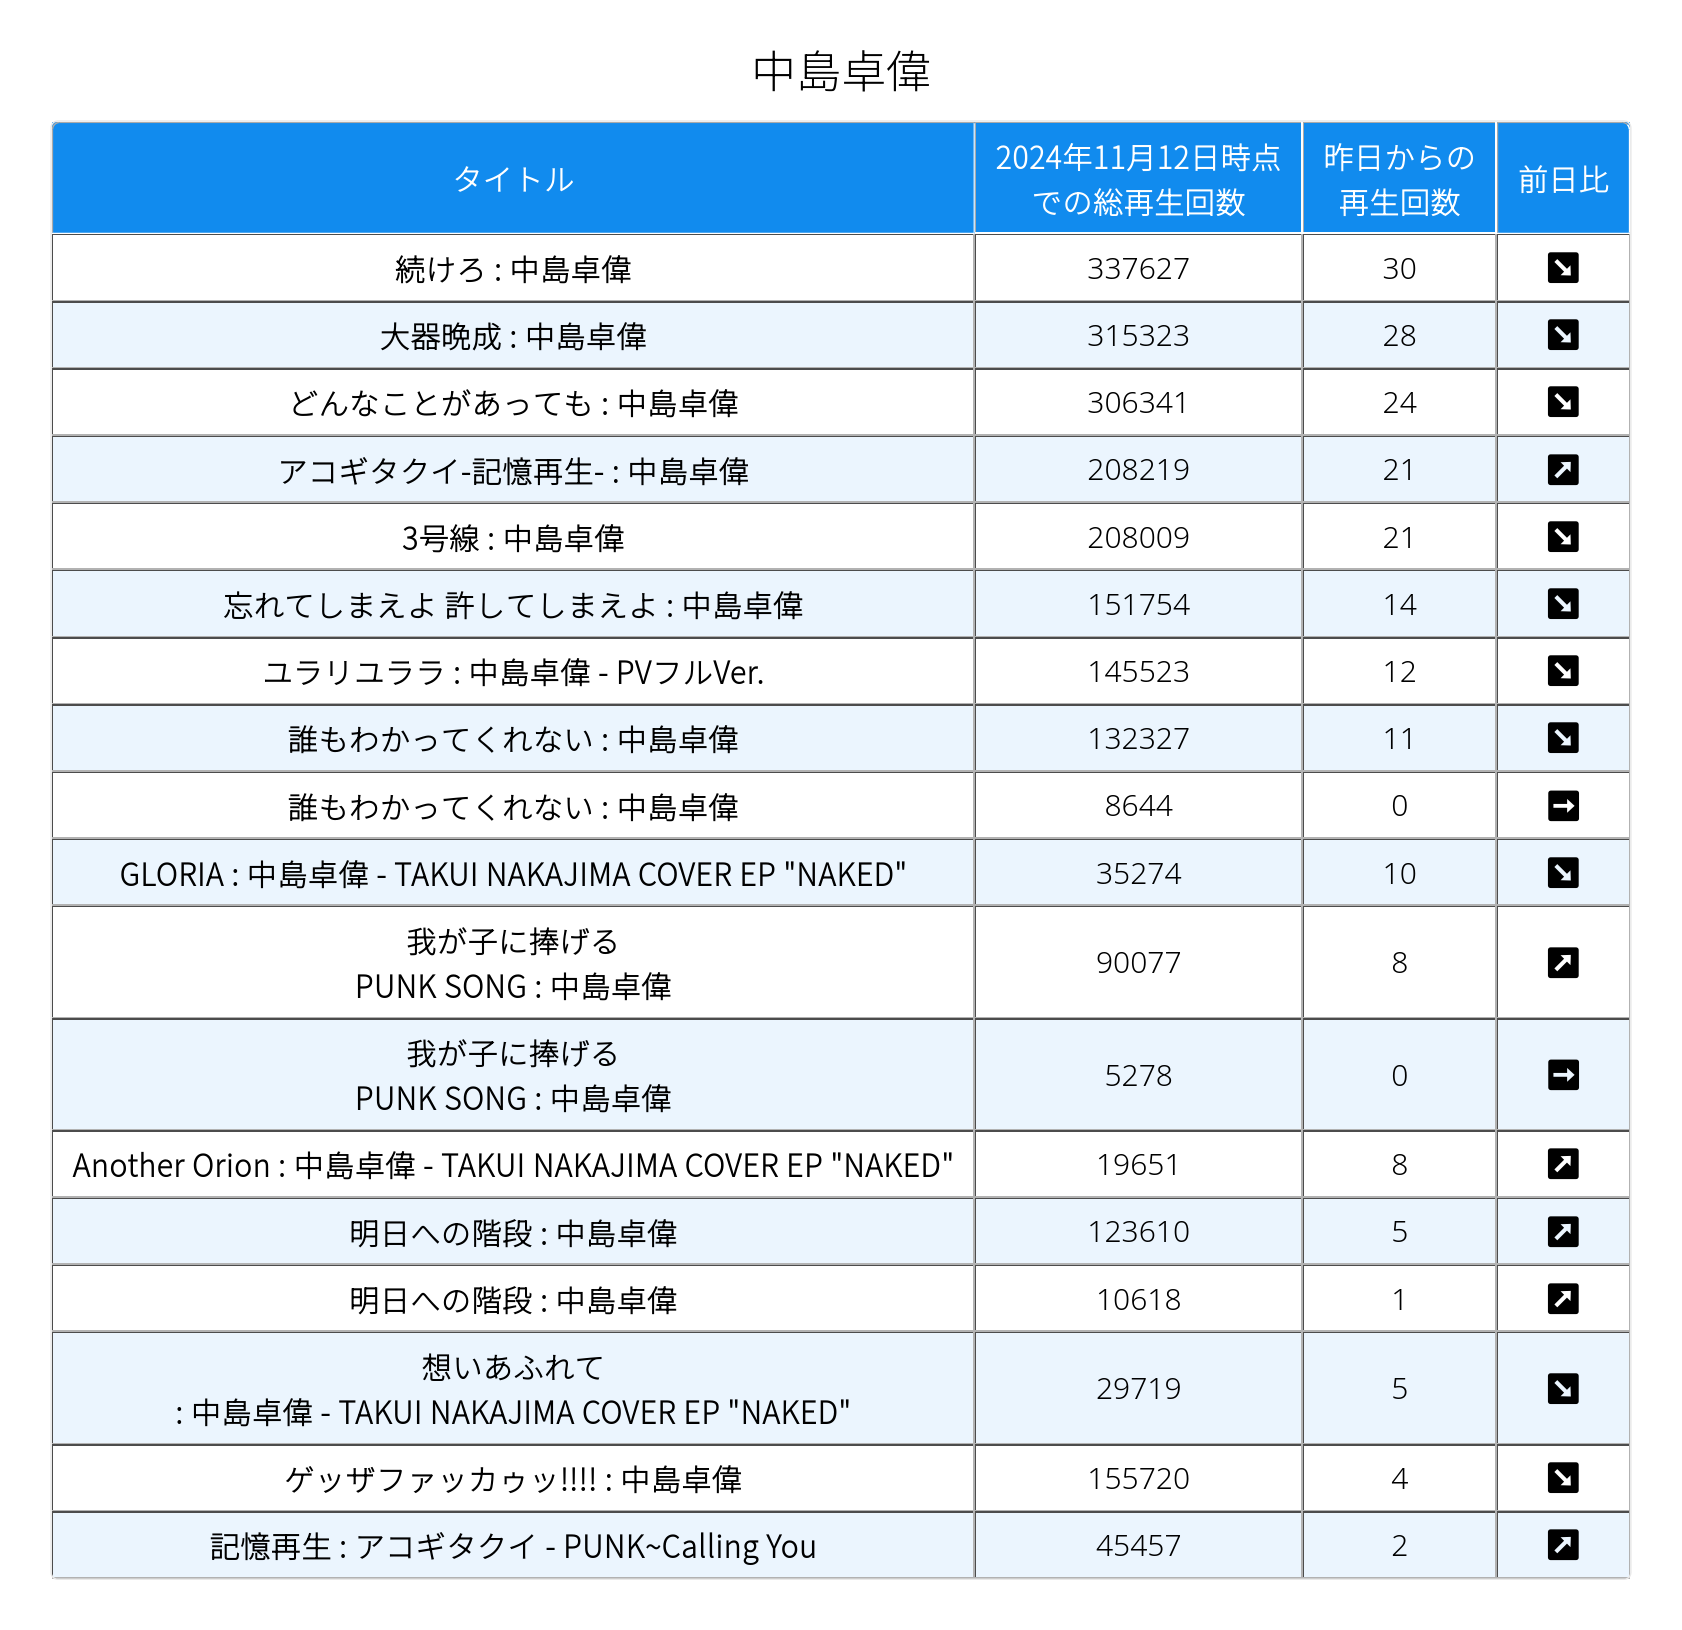 中島卓偉
タイトル
2024年11月12日時点
での総再生回数
昨日からの
再生回数
前日比
続けろ : 中島卓偉 337627 30 ↘
大器晩成 : 中島卓偉 315323 28 ↘
どんなことがあっても : 中島卓偉 306341 24 ↘
アコギタクイ-記憶再生- : 中島卓偉 208219 21 ↗
3号線 : 中島卓偉 208009 21 ↘
忘れてしまえよ 許してしまえよ : 中島卓偉 151754 14 ↘
ユラリユララ : 中島卓偉 - PVフルVer. 145523 12 ↘
誰もわかってくれない : 中島卓偉 132327 11 ↘
誰もわかってくれない : 中島卓偉 8644 0 →
GLORIA : 中島卓偉 - TAKUI NAKAJIMA COVER EP "NAKED" 35274 10 ↘
我が子に捧げる
PUNK SONG : 中島卓偉 90077 8 ↗
我が子に捧げる
PUNK SONG : 中島卓偉 5278 0 →
Another Orion : 中島卓偉 - TAKUI NAKAJIMA COVER EP "NAKED" 19651 8 ↗
明日への階段 : 中島卓偉 123610 5 ↗
明日への階段 : 中島卓偉 10618 1 ↗
想いあふれて
: 中島卓偉 - TAKUI NAKAJIMA COVER EP "NAKED" 29719 5 ↘
ゲッザファッカゥッ!!!! : 中島卓偉 155720 4 ↘
記憶再生 : アコギタクイ - PUNK~Calling You 45457 2 ↗